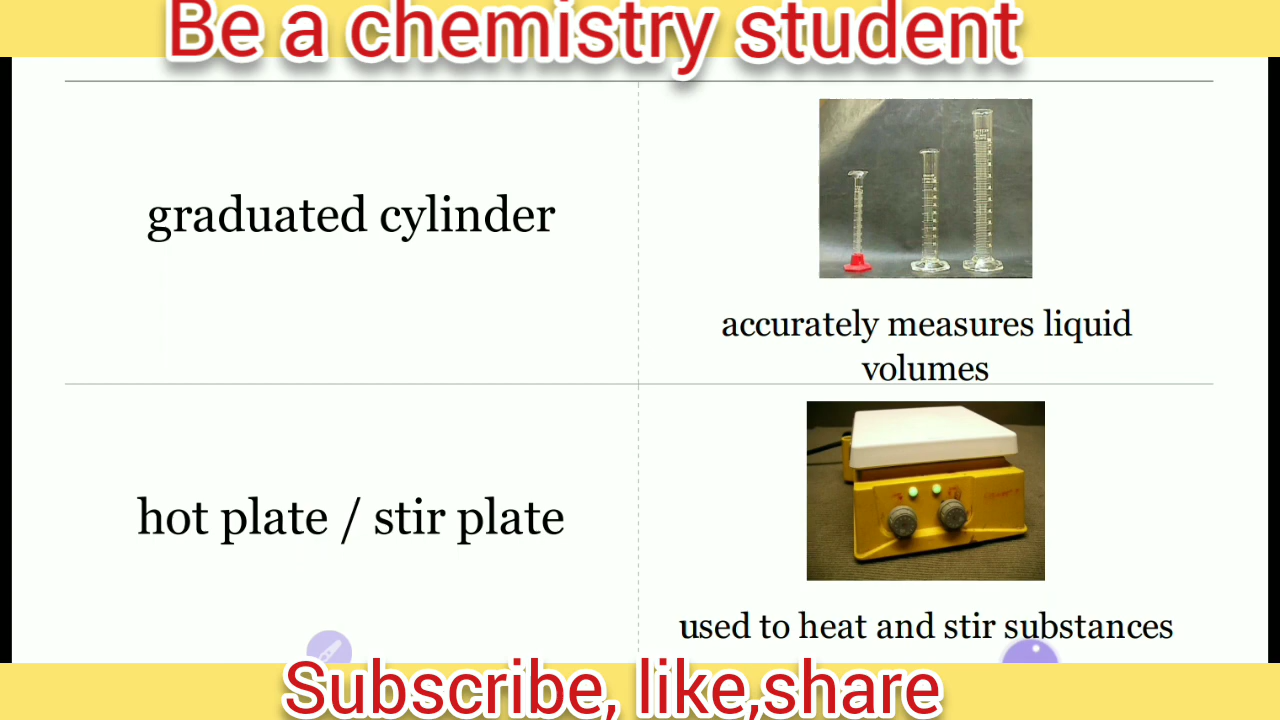 Be a chemistry student
graduated cylinder
accurately measures liquid
volumes
hot plate / stir plate
used to heat and stir substances
Subscribe, like,share